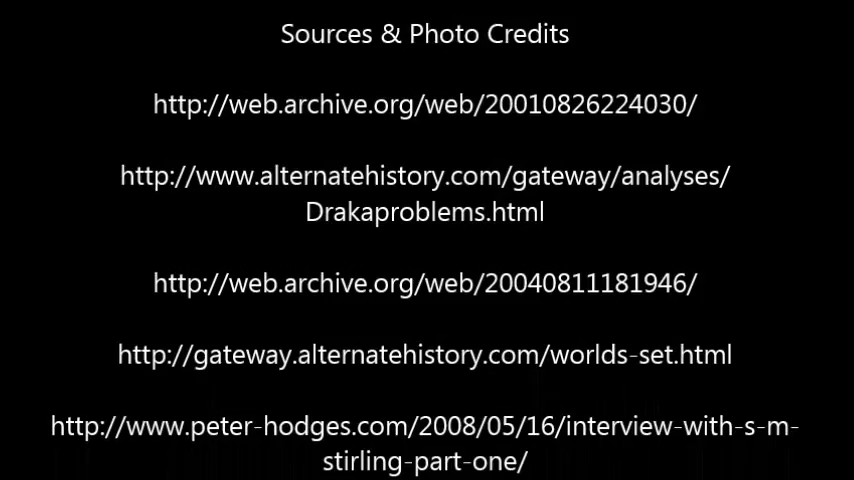 Sources & Photo Credits
http://web.archive.org/web/20010826224030/
http://www.alternatehistory.com/gateway/analyses/
Drakaproblems.html
http://web.archive.org/web/20040811181946/
http://gateway.alternatehistory.com/worlds-set.html
http://www.peter-hodges.com/2008/05/16/interview-with-s-m-
stirling-part-one/